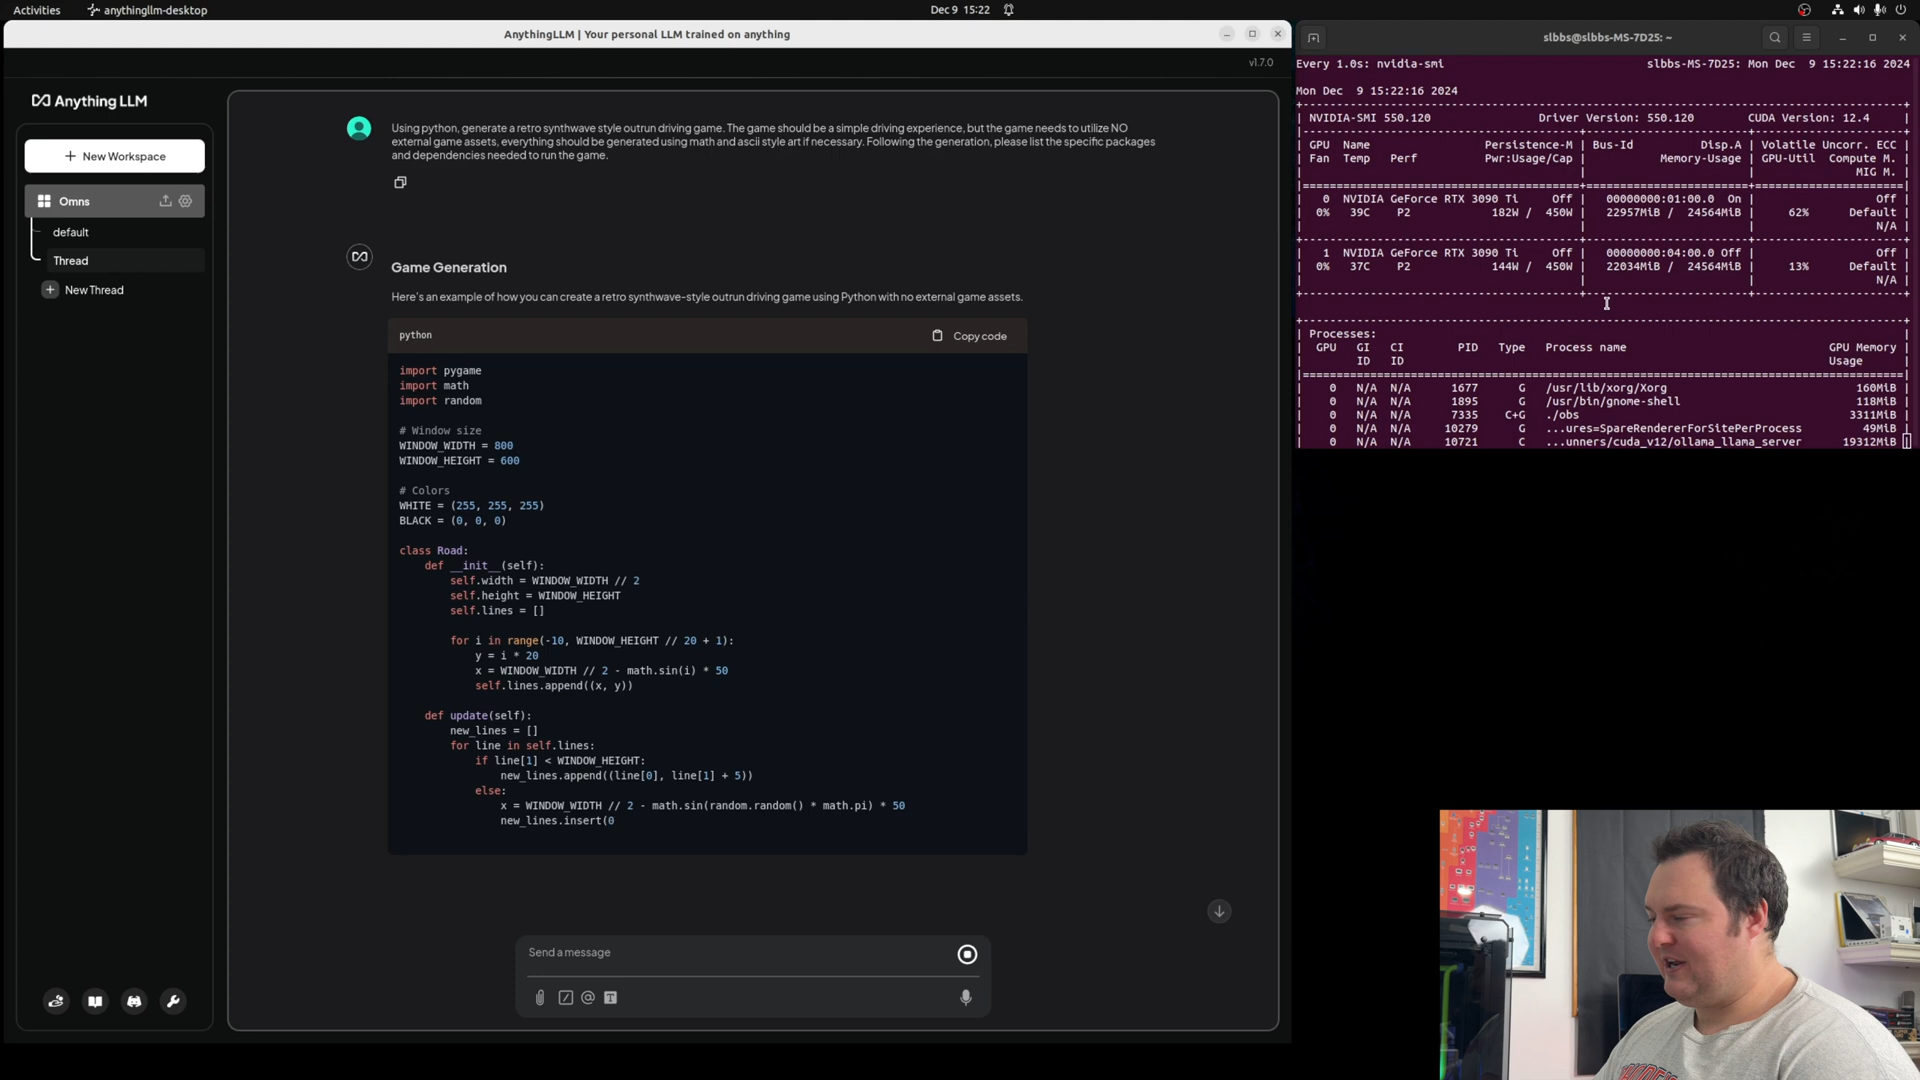 Activities
anythingllm-desktop
Dec 9 15:22
AnythingLLM | Your personal LLM trained on anything
v1.7.0
Anything LLM
+ New Workspace
Omns
default
Thread
+ New Thread
Using python, generate a retro synthwave style outrun driving game. The game should be a simple driving experience, but the game needs to utilize NO
external game assets, everything should be generated using math and ascii style art if necessary. Following the generation, please list the specific packages
and dependencies needed to run the game.
Game Generation
Here's an example of how you can create a retro synthwave-style outrun driving game using Python with no external game assets.
python
Copy code
import pygame
import math
import random
# Window size
WINDOW_WIDTH = 800
WINDOW_HEIGHT = 600
# Colors
WHITE = (255, 255, 255)
BLACK = (0, 0, 0)
class Road:
def __init__(self):
self.width = WINDOW_WIDTH // 2
self.height = WINDOW_HEIGHT
self.lines = []
for i in range(-10, WINDOW_HEIGHT // 20 + 1):
y = i * 20
x = WINDOW_WIDTH // 2 - math.sin(i) * 50
self.lines.append((x, y))
def update(self):
new_lines = []
for line in self.lines:
if line[1] < WINDOW_HEIGHT:
new_lines.append((line[0], line[1] + 5))
else:
x = WINDOW_WIDTH // 2 - math.sin(random.random() * math.pi) * 50
new_lines.insert(0
Send a message
slbbs@slbbs-MS-7D25: ~
Every 1.0s: nvidia-smi slbbs-MS-7D25: Mon Dec 9 15:22:16 2024
Mon Dec 9 15:22:16 2024
NVIDIA-SMI 550.120 Driver Version: 550.120 CUDA Version: 12.4
GPU Name Persistence-M | Bus-Id Disp.A | Volatile Uncorr. ECC
Fan Temp Perf Pwr:Usage/Cap | Memory-Usage | GPU-Util Compute M.
MIG M.
0 NVIDIA GeForce RTX 3090 Ti Off | 00000000:01:00.0 On | Off
0% 39C P2 182W / 450W | 22957MiB / 24564MiB | 62% Default
N/A
1 NVIDIA GeForce RTX 3090 Ti Off | 00000000:04:00.0 Off | Off
0% 37C P2 144W / 450W | 22034MiB / 24564MiB | 13% Default
N/A
Processes:
GPU GI CI PID Type Process name GPU Memory
ID ID Usage
0 N/A N/A 1677 G /usr/lib/xorg/Xorg 160MiB
0 N/A N/A 1895 G /usr/bin/gnome-shell 118MiB
0 N/A N/A 7335 C+G ./obs 3311MiB
0 N/A N/A 10279 G ...ures=SpareRendererForSitePerProcess 49MiB
0 N/A N/A 10721 C ...unners/cuda_v12/ollama_llama_server 19312MiB